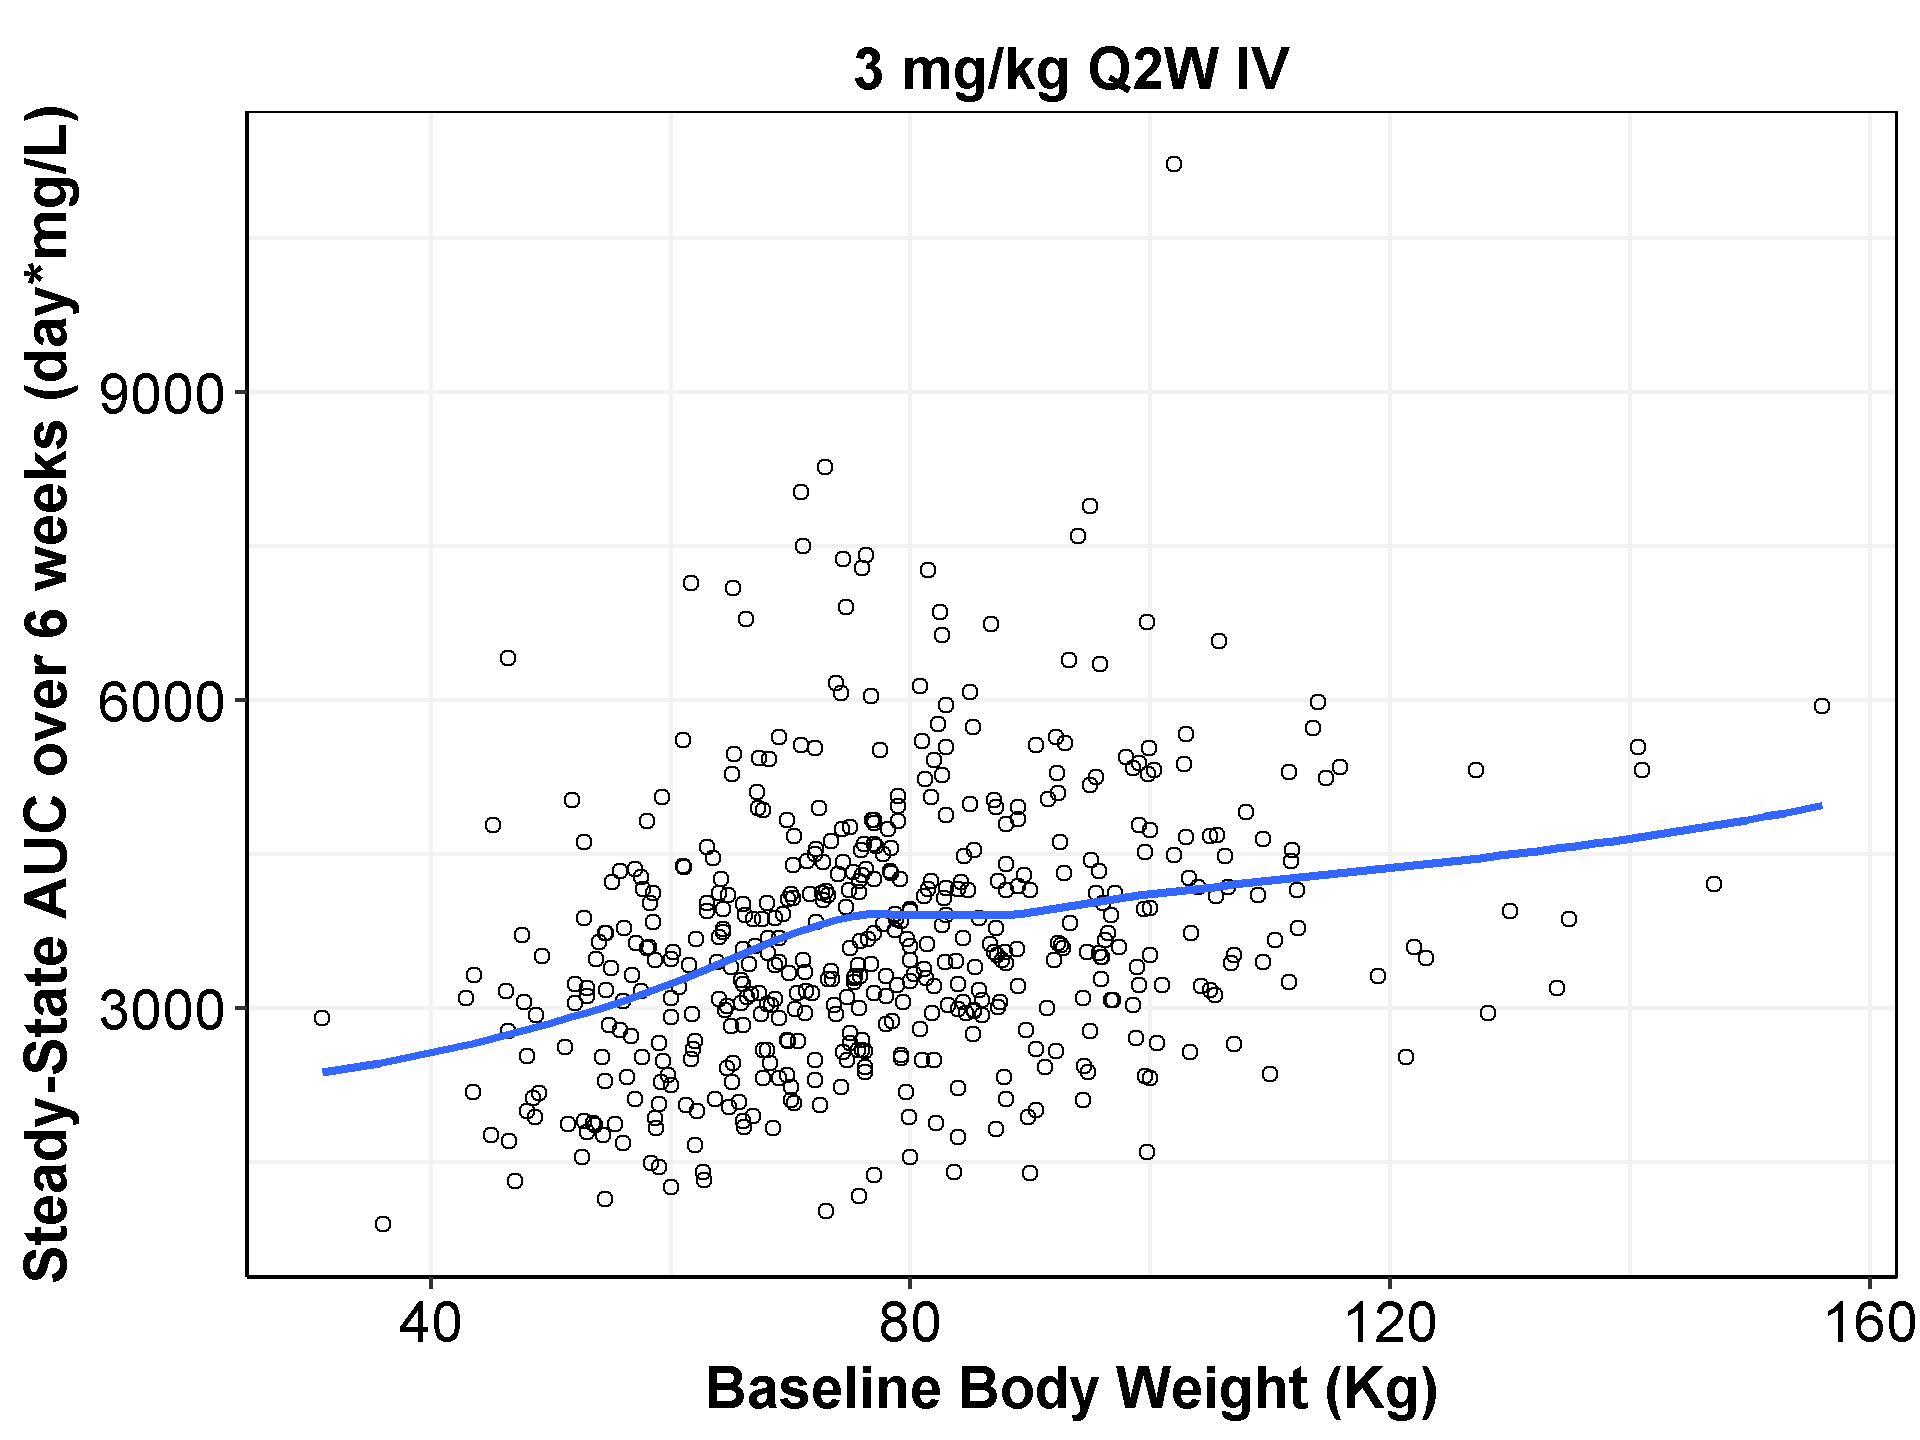 3 mg/kg Q2W IV
Steady-State AUC over 6 weeks (day*mg/L)
9000
6000
3000
40 80 120 160
Baseline Body Weight (Kg)